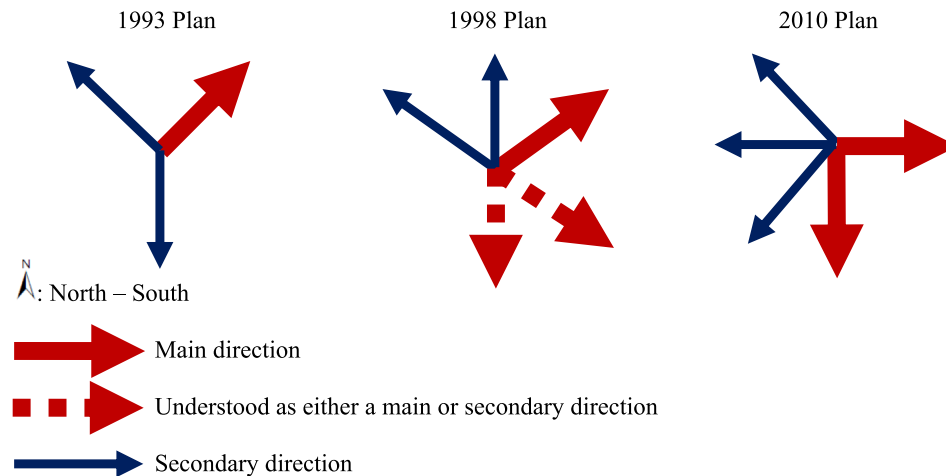 1993 Plan
1998 Plan
2010 Plan
N
: North – South
Main direction
Understood as either a main or secondary direction
Secondary direction